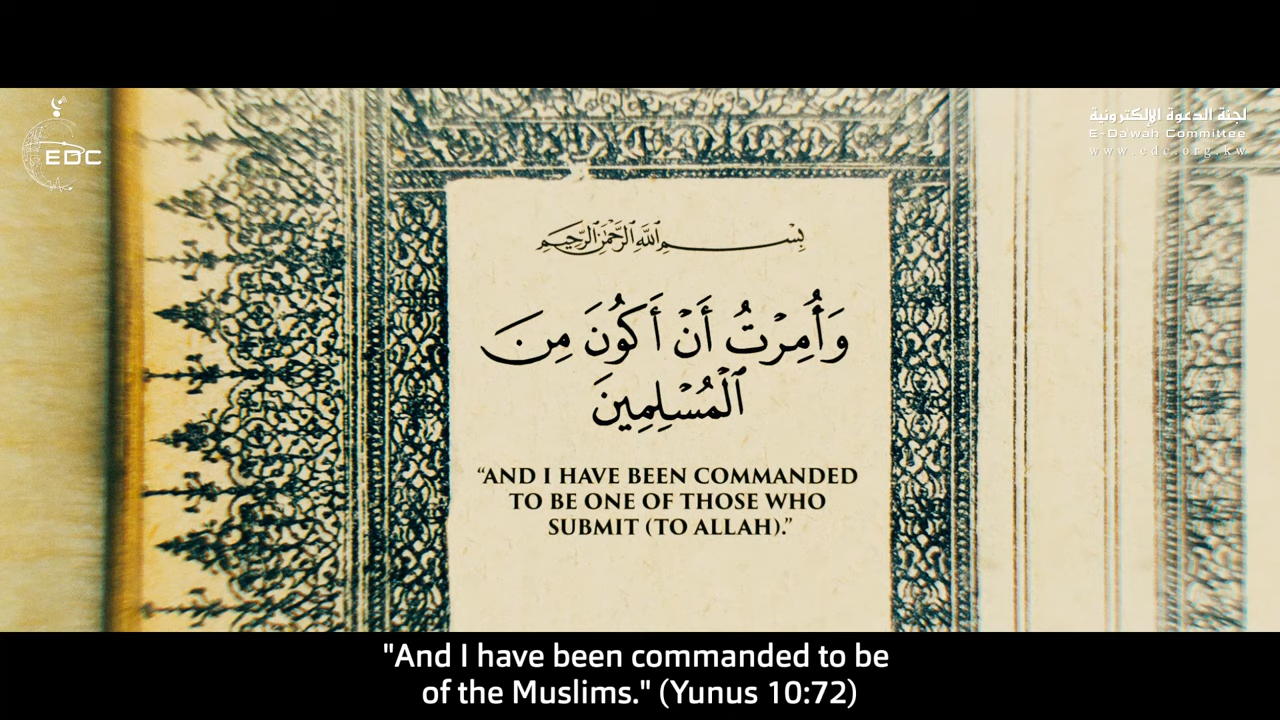 EDC
لجنة الدعوة الإلكترونية
E-Dawah Committee
www.edc.org.kw
بِسْمِ اللَّهِ الرَّحْمَٰنِ الرَّحِيمِ
وَأُمِرْتُ أَنْ أَكُونَ مِنَ
ٱلْمُسْلِمِينَ
“AND I HAVE BEEN COMMANDED
TO BE ONE OF THOSE WHO
SUBMIT (TO ALLAH).”
"And I have been commanded to be
of the Muslims." (Yunus 10:72)